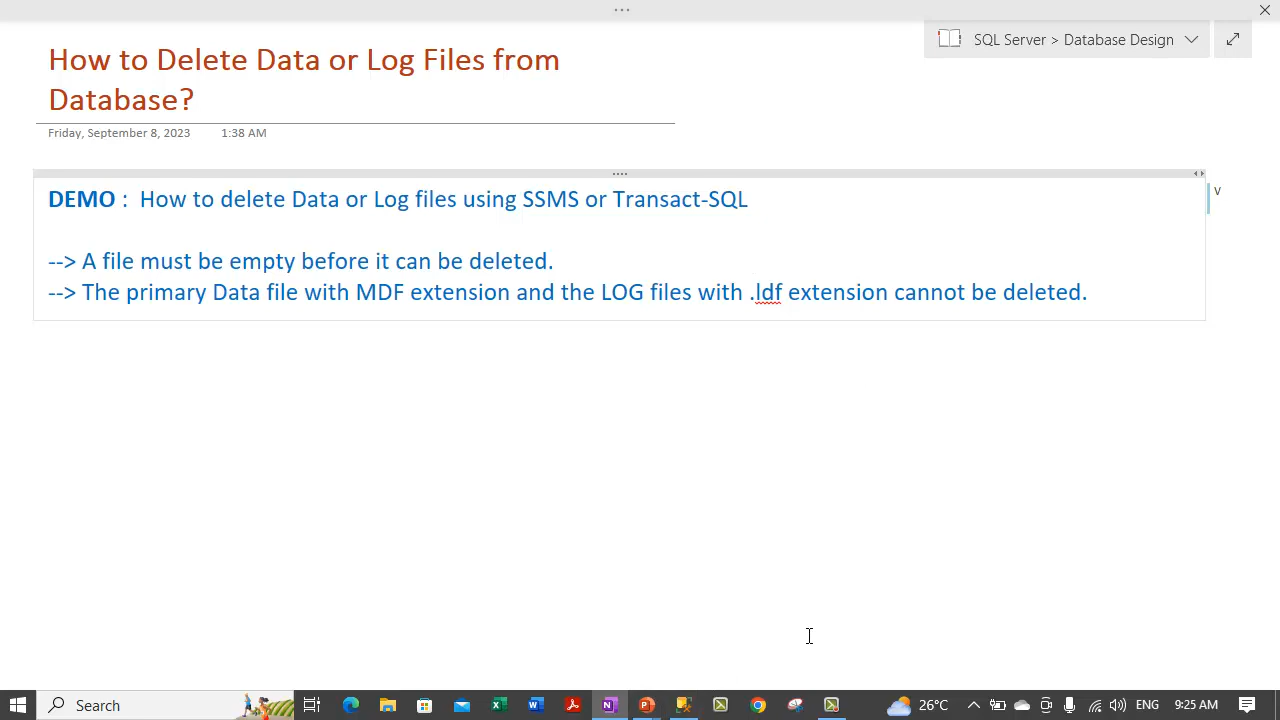 SQL Server > Database Design
How to Delete Data or Log Files from
Database?
Friday, September 8, 2023 1:38 AM
DEMO : How to delete Data or Log files using SSMS or Transact-SQL
v
--> A file must be empty before it can be deleted.
--> The primary Data file with MDF extension and the LOG files with .ldf extension cannot be deleted.
Search
26°C
ENG
9:25 AM